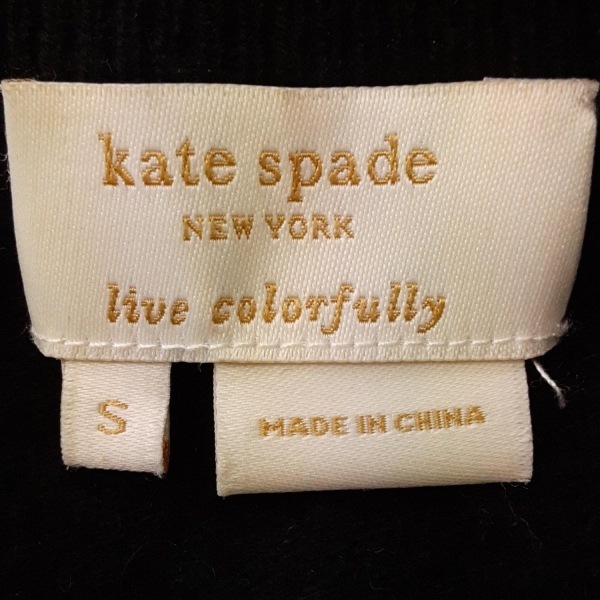 kate spade
NEW YORK
live colorfully
S
MADE IN CHINA